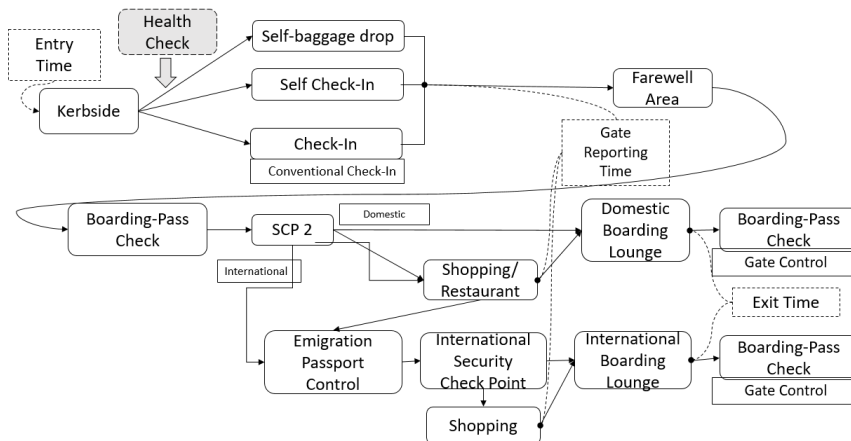 Health
Check
Entry
Time
Kerbside
Self-baggage drop
Self Check-In
Check-In
Conventional Check-In
Farewell
Area
Gate
Reporting
Time
Boarding-Pass
Check
SCP 2
Domestic
International
Shopping/
Restaurant
Domestic
Boarding
Lounge
Boarding-Pass
Check
Gate Control
Exit Time
Emigration
Passport
Control
International
Security
Check Point
Shopping
International
Boarding
Lounge
Boarding-Pass
Check
Gate Control